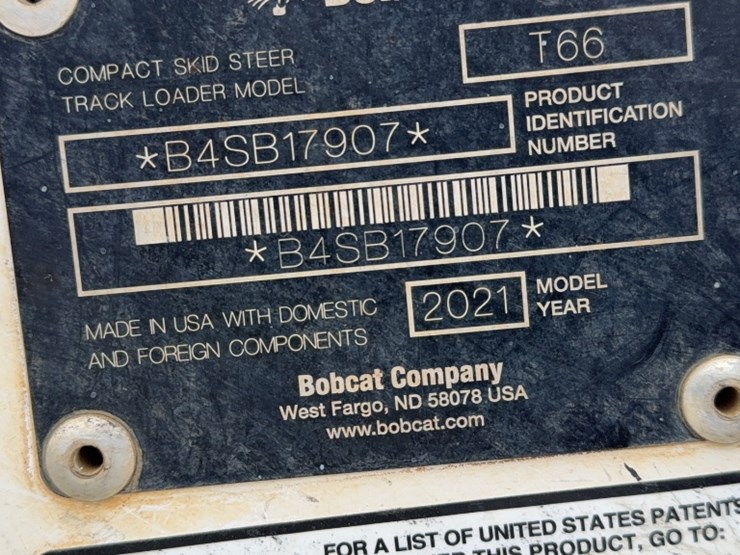 COMPACT SKID STEER
TRACK LOADER MODEL
T66
PRODUCT
IDENTIFICATION
NUMBER
*B4SB17907*
*B4SB17907*
MADE IN USA WITH DOMESTIC
AND FOREIGN COMPONENTS
2021
MODEL
YEAR
Bobcat Company
West Fargo, ND 58078 USA
www.bobcat.com
FOR A LIST OF UNITED STATES PATENTS
THIS PRODUCT, GO TO: